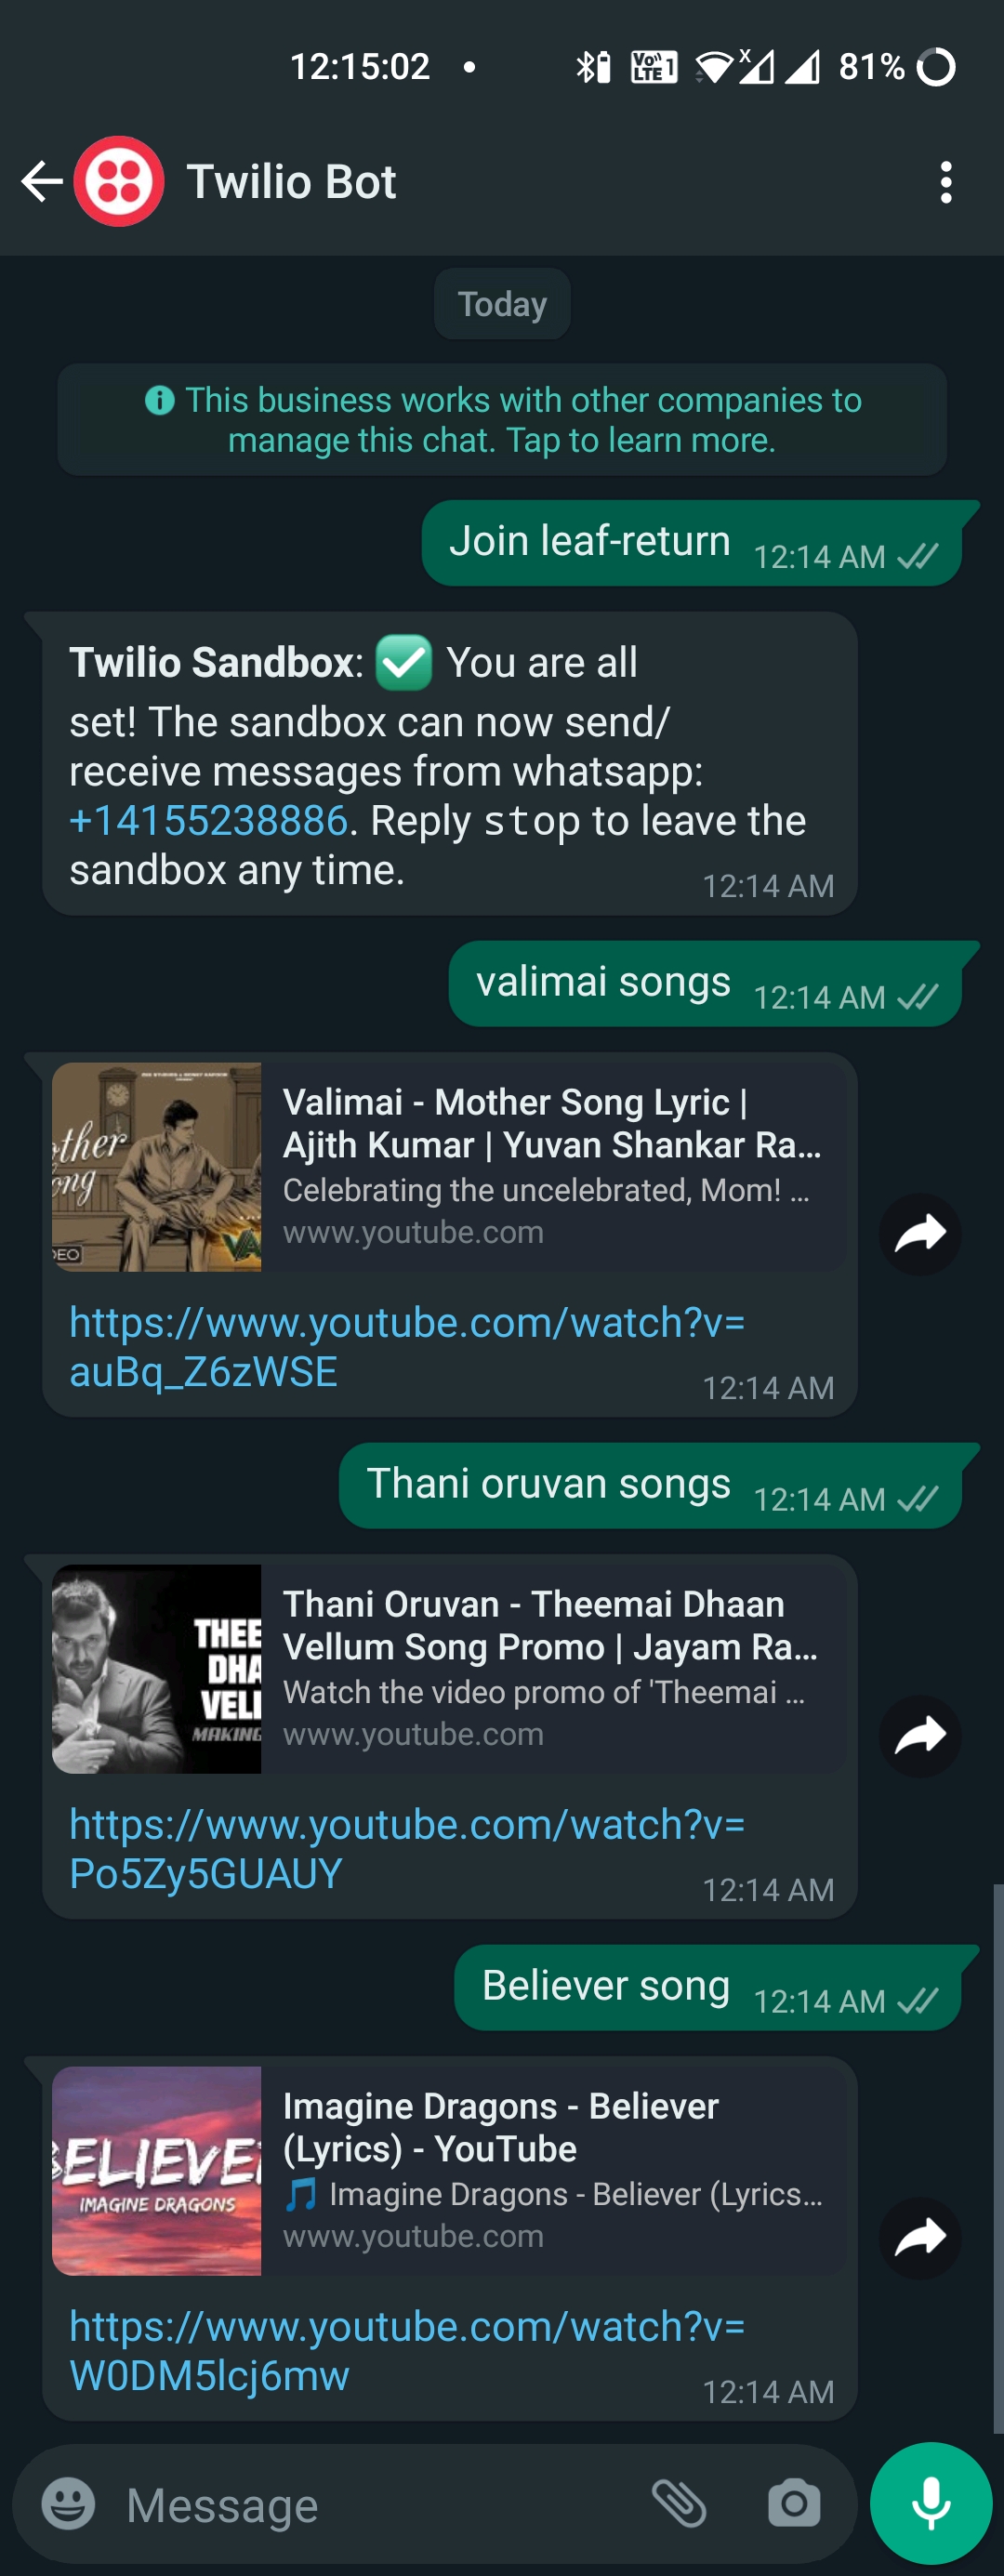 12:15:02 • Vo)) LTE 1 X 81%
Twilio Bot
Today
This business works with other companies to
manage this chat. Tap to learn more.
Join leaf-return 12:14 AM
Twilio Sandbox: ✅ You are all
set! The sandbox can now send/
receive messages from whatsapp:
+14155238886. Reply stop to leave the
sandbox any time. 12:14 AM
valimai songs 12:14 AM
ther
ong
DEO
VA
Valimai - Mother Song Lyric |
Ajith Kumar | Yuvan Shankar Ra...
Celebrating the uncelebrated, Mom! ...
www.youtube.com
https://www.youtube.com/watch?v=
auBq_Z6zWSE 12:14 AM
Thani oruvan songs 12:14 AM
THEE
DHA
VELI
MAKING
Thani Oruvan - Theemai Dhaan
Vellum Song Promo | Jayam Ra...
Watch the video promo of 'Theemai ...
www.youtube.com
https://www.youtube.com/watch?v=
Po5Zy5GUAUY 12:14 AM
Believer song 12:14 AM
BELIEVE
IMAGINE DRAGONS
Imagine Dragons - Believer
(Lyrics) - YouTube
🎵 Imagine Dragons - Believer (Lyrics...
www.youtube.com
https://www.youtube.com/watch?v=
W0DM5lcj6mw 12:14 AM
Message